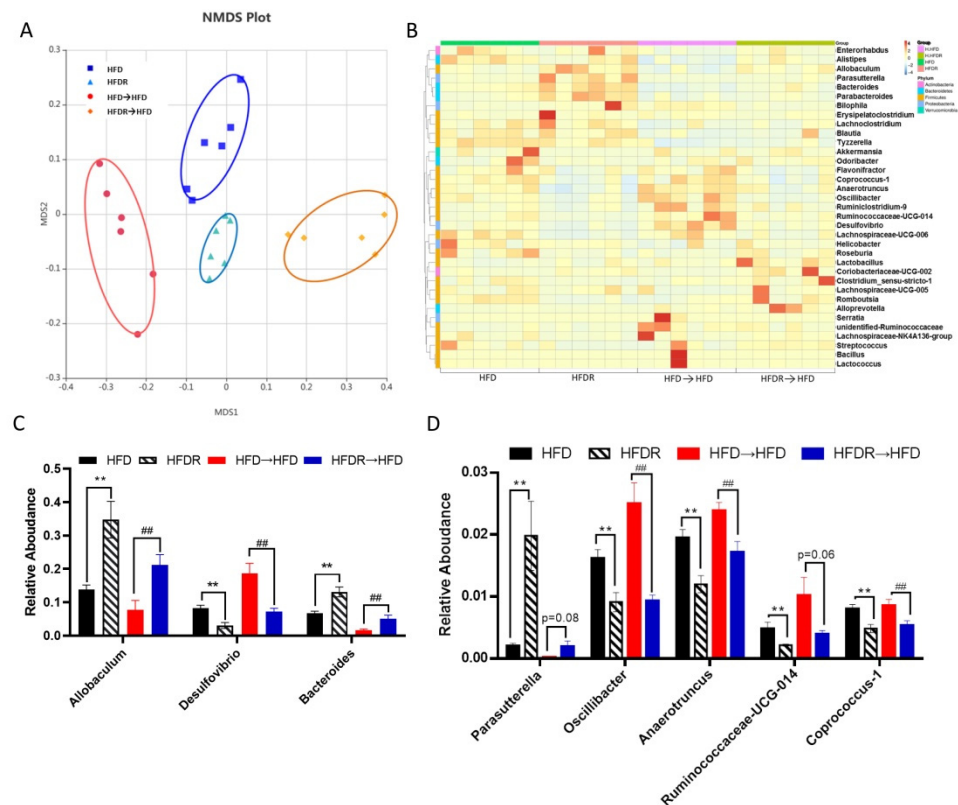 A
NMDS Plot
HFD
HFDR
HFD→HFD
HFDR→HFD
0.3
0.2
0.1
0
-0.1
-0.2
0.3
-0.4
-0.3
-0.2
-0.1
0
0.1
0.2
0.3
0.4
0.5
MDS2
MDS1
B
Group
Enterorhabdus
Alistipes
Allobaculum
Parasutterella
Bacteroides
Parabacteroides
Bilophila
Erysipelatoclostridium
Lachnoclostridium
Blautia
Tyzzerella
Akkermansia
Odoribacter
Flavonifractor
Coprococcus-1
Anaerotruncus
Oscillibacter
Ruminiclostridium-9
Ruminococcaceae-UCG-014
Desulfovibrio
Lachnospiraceae-UCG-006
Helicobacter
Roseburia
Lactobacillus
Coriobacteriaceae-UCG-002
Clostridium_sensu-stricto-1
Lachnospiraceae-UCG-005
Romboutsia
Alloprevotella
Serratia
unidentified-Ruminococcaceae
Lachnospiraceae-NK4A136-group
Streptococcus
Bacillus
Lactococcus
HFD
HFDR
HFD→HFD
HFDR→HFD
Group
H.HFD
H.HFDR
HFD
HFDR
Phylum
Actinobacteria
Bacteroidetes
Firmicutes
Proteobacteria
Verrucomicrobia
C
HFD
HFDR
HFD→HFD
HFDR→HFD
Relative Aboudance
0.5
0.4
0.3
0.2
0.1
0.0
**
##
**
##
**
##
Allobaculum
Desulfovibrio
Bacteroides
D
HFD
HFDR
HFD→HFD
HFDR→HFD
Relative Aboudance
0.03
0.02
0.01
0.00
**
p=0.08
**
##
**
##
**
p=0.06
**
##
Parasutterella
Oscillibacter
Anaerotruncus
Ruminococcaceae-UCG-014
Coprococcus-1